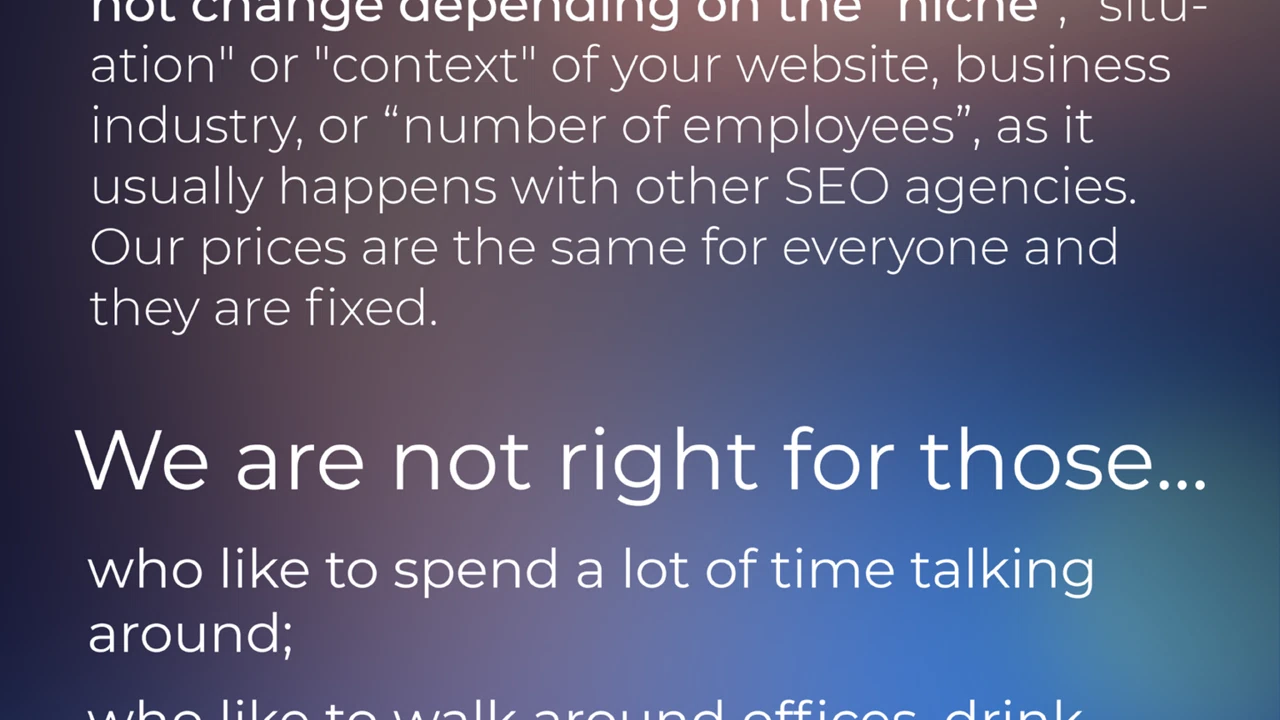 not change depending on the "niche", "situ-
ation" or "context" of your website, business
industry, or “number of employees”, as it
usually happens with other SEO agencies.
Our prices are the same for everyone and
they are fixed.
We are not right for those...
who like to spend a lot of time talking
around;
who like to walk around offices, drink